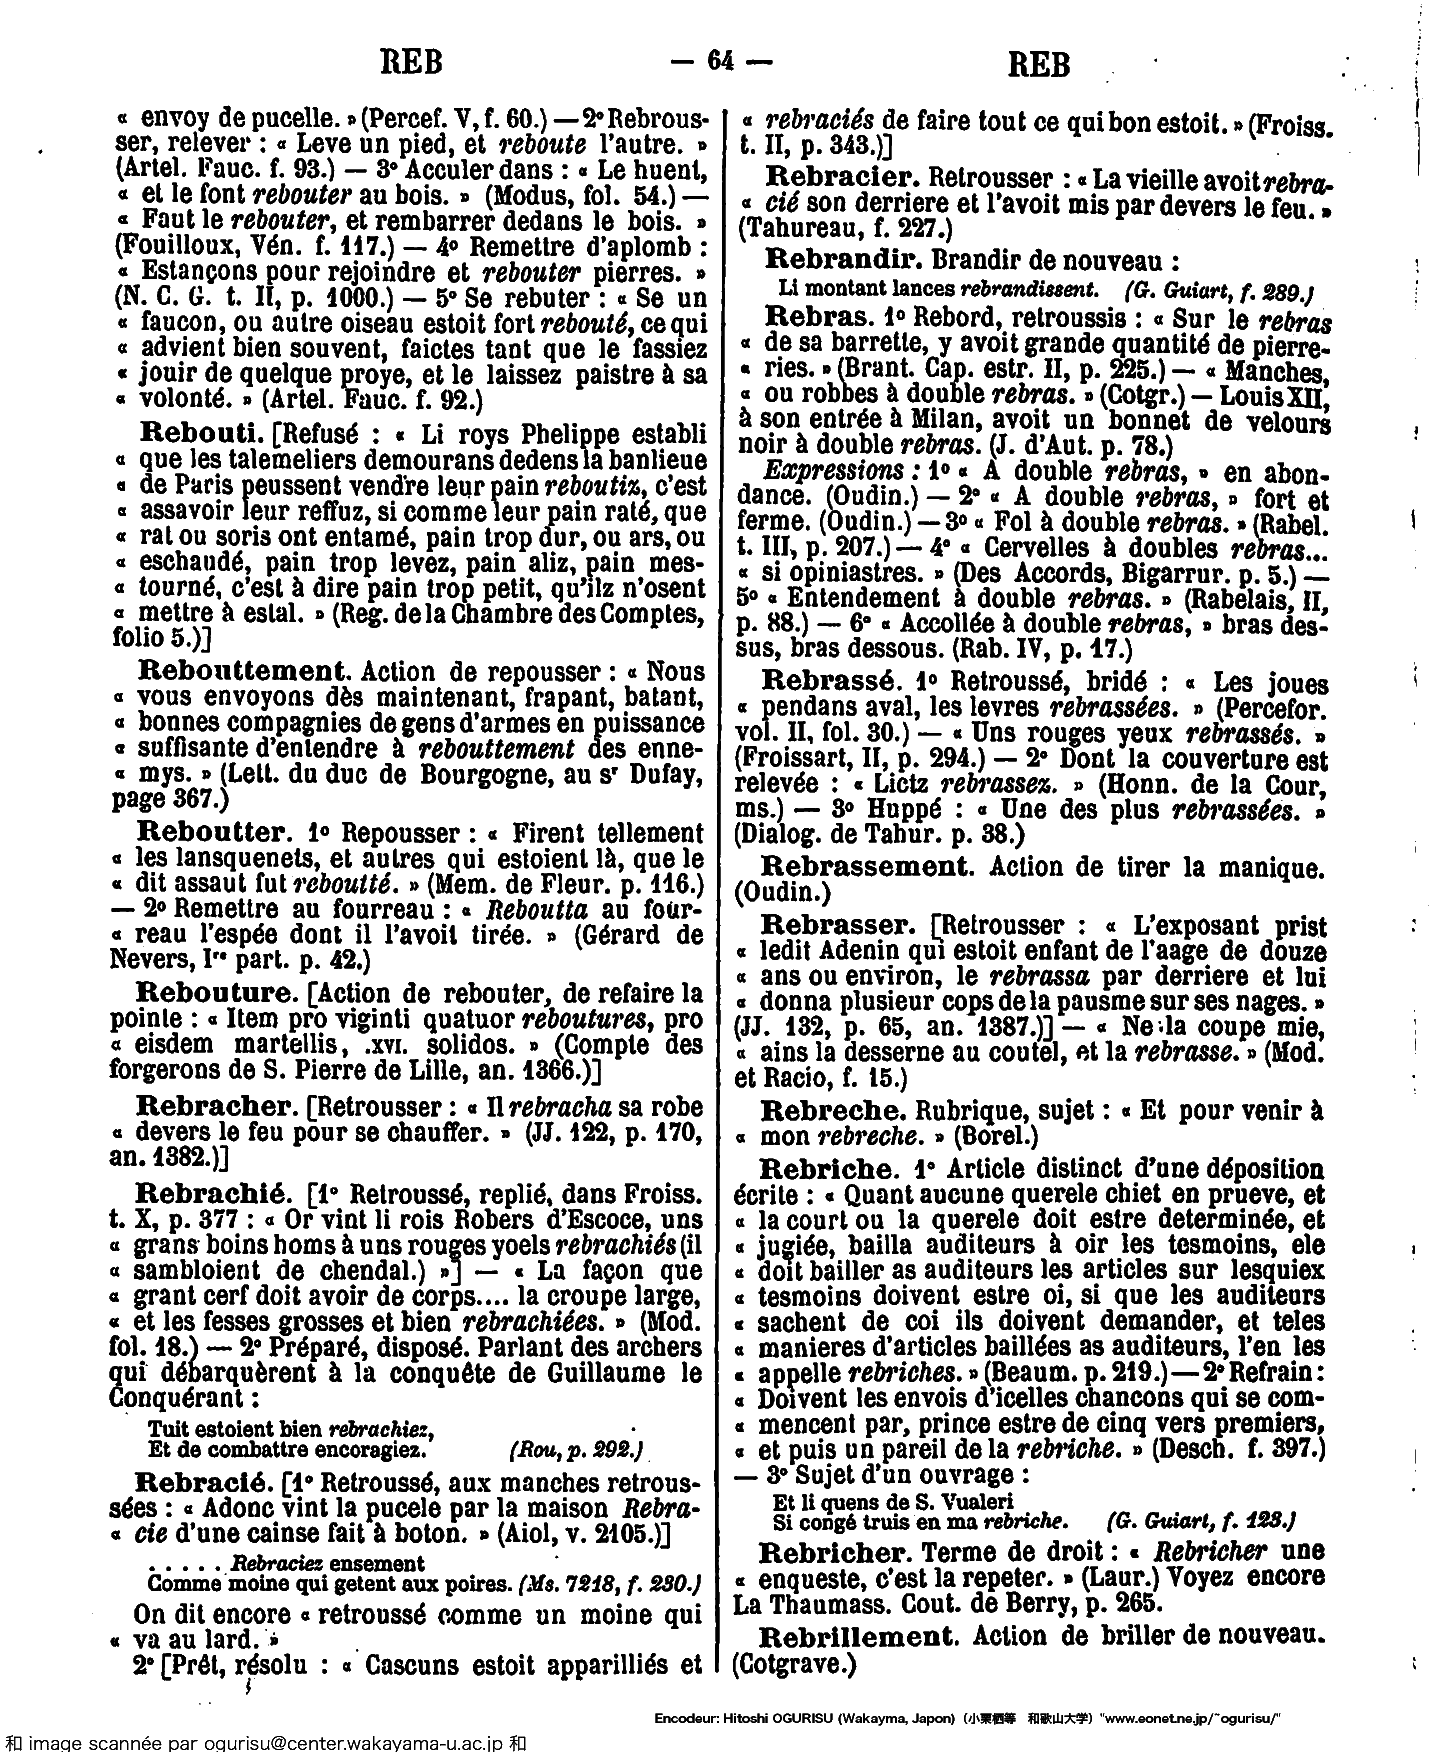 REB — 64 — REB
« envoy de pucelle. » (Percef. V, f. 60.) — 2° Rebrous-
ser, relever : « Leve un pied, et reboute l'autre. »
(Artel. Fauc. f. 93.) — 3° Acculer dans : « Le huent,
« et le font rebouter au bois. » (Modus, fol. 54.) —
« Faut le rebouter, et rembarrer dedans le bois. »
(Fouilloux, Vén. f. 117.) — 4° Remettre d'aplomb :
« Estançons pour rejoindre et rebouter pierres. »
(N. C. G. t. II, p. 1000.) — 5° Se rebuter : « Se un
« faucon, ou autre oiseau estoit fort rebouté, ce qui
« advient bien souvent, faictes tant que le fassiez
« jouir de quelque proye, et le laissez paistre à sa
« volonté. » (Artel. Fauc. f. 92.)
Rebouti. [Refusé : « Li roys Phelippe establi
« que les talemeliers demourans dedens la banlieue
« de Paris peussent vendre leur pain reboutiz, c'est
« assavoir leur reffuz, si comme leur pain raté, que
« rat ou soris ont entamé, pain trop dur, ou ars, ou
« eschaudé, pain trop levez, pain aliz, pain mes-
« tourné, c'est à dire pain trop petit, qu'ilz n'osent
« mettre à estal. » (Reg. de la Chambre des Comptes,
folio 5.)]
Rebouttement. Action de repousser : « Nous
« vous envoyons dès maintenant, frapant, batant,
« bonnes compagnies de gens d'armes en puissance
« suffisante d'entendre à rebouttement des enne-
« mys. » (Lett. du duc de Bourgogne, au sr Dufay,
page 367.)
Reboutter. 1° Repousser : « Firent tellement
« les lansquenets, et autres qui estoient là, que le
« dit assaut fut reboutté. » (Mem. de Fleur. p. 116.)
— 2° Remettre au fourreau : « Reboutta au four-
« reau l'espée dont il l'avoit tirée. » (Gérard de
Nevers, Ire part. p. 42.)
Rebouture. [Action de rebouter, de refaire la
pointe : « Item pro viginti quatuor reboutures, pro
« eisdem martellis, .XVI. solidos. » (Compte des
forgerons de S. Pierre de Lille, an. 1366.)]
Rebracher. [Retrousser : « Il rebracha sa robe
« devers le feu pour se chauffer. » (JJ. 122, p. 170,
an. 1382.)]
Rebrachié. [1° Retroussé, replié, dans Froiss.
t. X, p. 377 : « Or vint li rois Robers d'Escoce, uns
« grans boins homs à uns rouges yoels rebrachiés (il
« sambloient de chendal.) »] — « La façon que
« grant cerf doit avoir de corps.... la croupe large,
« et les fesses grosses et bien rebrachiées. » (Mod.
fol. 18.) — 2° Préparé, disposé. Parlant des archers
qui débarquèrent à la conquête de Guillaume le
Conquérant :
Tuit estoient bien rebrachiez,
Et de combattre encoragiez. (Rou, p. 292.)
Rebracié. [1° Retroussé, aux manches retrous-
sées : « Adonc vint la pucele par la maison Rebra-
« cie d'une cainse fait à boton. » (Aiol, v. 2105.)]
. . . . . Rebraciez ensement
Comme moine qui getent aux poires. (Ms. 7218, f. 230.)
On dit encore « retroussé comme un moine qui
« va au lard. »
2° [Prêt, résolu : « Cascuns estoit apparilliés et
« rebraciés de faire tout ce qui bon estoit. » (Froiss.
t. II, p. 343.)]
Rebracier. Retrousser : « La vieille avoit rebra-
« cié son derriere et l'avoit mis par devers le feu. »
(Tahureau, f. 227.)
Rebrandir. Brandir de nouveau :
Li montant lances rebrandissent. (G. Guiart, f. 289.)
Rebras. 1° Rebord, retroussis : « Sur le rebras
« de sa barrette, y avoit grande quantité de pierre-
« ries. » (Brant. Cap. estr. II, p. 225.) — « Manches,
« ou robbes à double rebras. » (Cotgr.) — Louis XII,
à son entrée à Milan, avoit un bonnet de velours
noir à double rebras. (J. d'Aut. p. 78.)
Expressions : 1° « A double rebras, » en abon-
dance. (Oudin.) — 2° « A double rebras, » fort et
ferme. (Oudin.) — 3° « Fol à double rebras. » (Rabel.
t. III, p. 207.) — 4° « Cervelles à doubles rebras...
« si opiniastres. » (Des Accords, Bigarrur. p. 5.) —
5° « Entendement à double rebras. » (Rabelais, II,
p. 88.) — 6° « Accollée à double rebras, » bras des-
sus, bras dessous. (Rab. IV, p. 17.)
Rebrassé. 1° Retroussé, bridé : « Les joues
« pendans aval, les levres rebrassées. » (Percefor.
vol. II, fol. 30.) — « Uns rouges yeux rebrassés. »
(Froissart, II, p. 294.) — 2° Dont la couverture est
relevée : « Lictz rebrassez. » (Honn. de la Cour,
ms.) — 3° Huppé : « Une des plus rebrassées. »
(Dialog. de Tahur. p. 38.)
Rebrassement. Action de tirer la manique.
(Oudin.)
Rebrasser. [Retrousser : « L'exposant prist
« ledit Adenin qui estoit enfant de l'aage de douze
« ans ou environ, le rebrassa par derriere et lui
« donna plusieur cops de la pausme sur ses nages. »
(JJ. 132, p. 65, an. 1387.)] — « Ne la coupe mie,
« ains la desserne au coutel, et la rebrasse. » (Mod.
et Racio, f. 15.)
Rebreche. Rubrique, sujet : « Et pour venir à
« mon rebreche. » (Borel.)
Rebriche. 1° Article distinct d'une déposition
écrite : « Quant aucune querele chiet en prueve, et
« la court ou la querele doit estre determinée, et
« jugiée, bailla auditeurs à oir les tesmoins, ele
« doit bailler as auditeurs les articles sur lesquiex
« tesmoins doivent estre oi, si que les auditeurs
« sachent de coi ils doivent demander, et teles
« manieres d'articles baillées as auditeurs, l'en les
« appelle rebriches. » (Beaum. p. 219.) — 2° Refrain :
« Doivent les envois d'icelles chancons qui se com-
« mencent par, prince estre de cinq vers premiers,
« et puis un pareil de la rebriche. » (Desch. f. 397.)
— 3° Sujet d'un ouvrage :
Et li quens de S. Vualeri
Si congé truis en ma rebriche. (G. Guiart, f. 123.)
Rebricher. Terme de droit : « Rebricher une
« enqueste, c'est la repeter. » (Laur.) Voyez encore
La Thaumass. Cout. de Berry, p. 265.
Rebrillement. Action de briller de nouveau.
(Cotgrave.)
Encodeur: Hitoshi OGURISU (Wakayma, Japon) (小栗栖等 和歌山大学) "www.eonet.ne.jp/~ogurisu/"
和 image scannée par ogurisu@center.wakayama-u.ac.jp 和